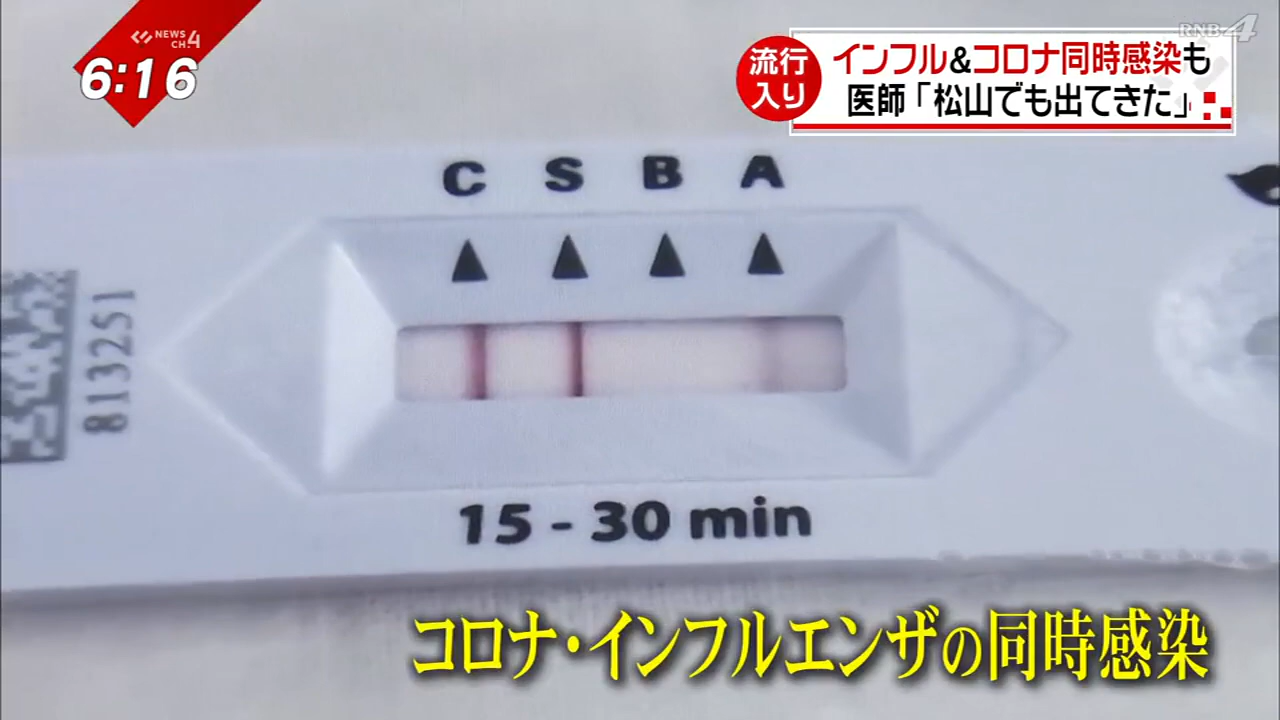 NEWS
CH.4
6:16
RNB 4
流行
入り
インフル&コロナ同時感染も
医師「松山でも出てきた」
C S B A
813251
15 - 30 min
コロナ・インフルエンザの同時感染